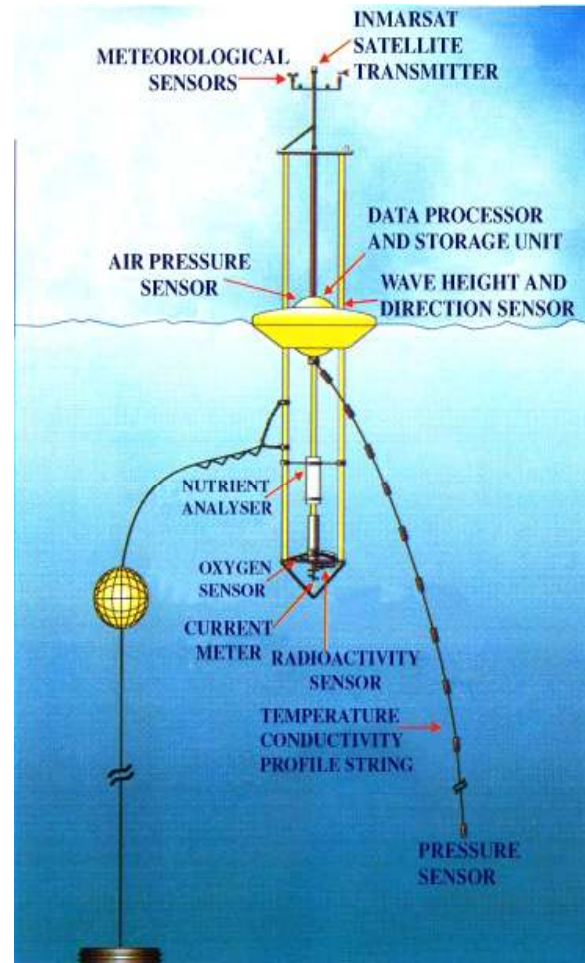 INMARSAT
SATELLITE
TRANSMITTER
METEOROLOGICAL
SENSORS
DATA PROCESSOR
AND STORAGE UNIT
AIR PRESSURE
SENSOR
WAVE HEIGHT AND
DIRECTION SENSOR
NUTRIENT
ANALYSER
OXYGEN
SENSOR
CURRENT
METER
RADIOACTIVITY
SENSOR
TEMPERATURE
CONDUCTIVITY
PROFILE STRING
PRESSURE
SENSOR